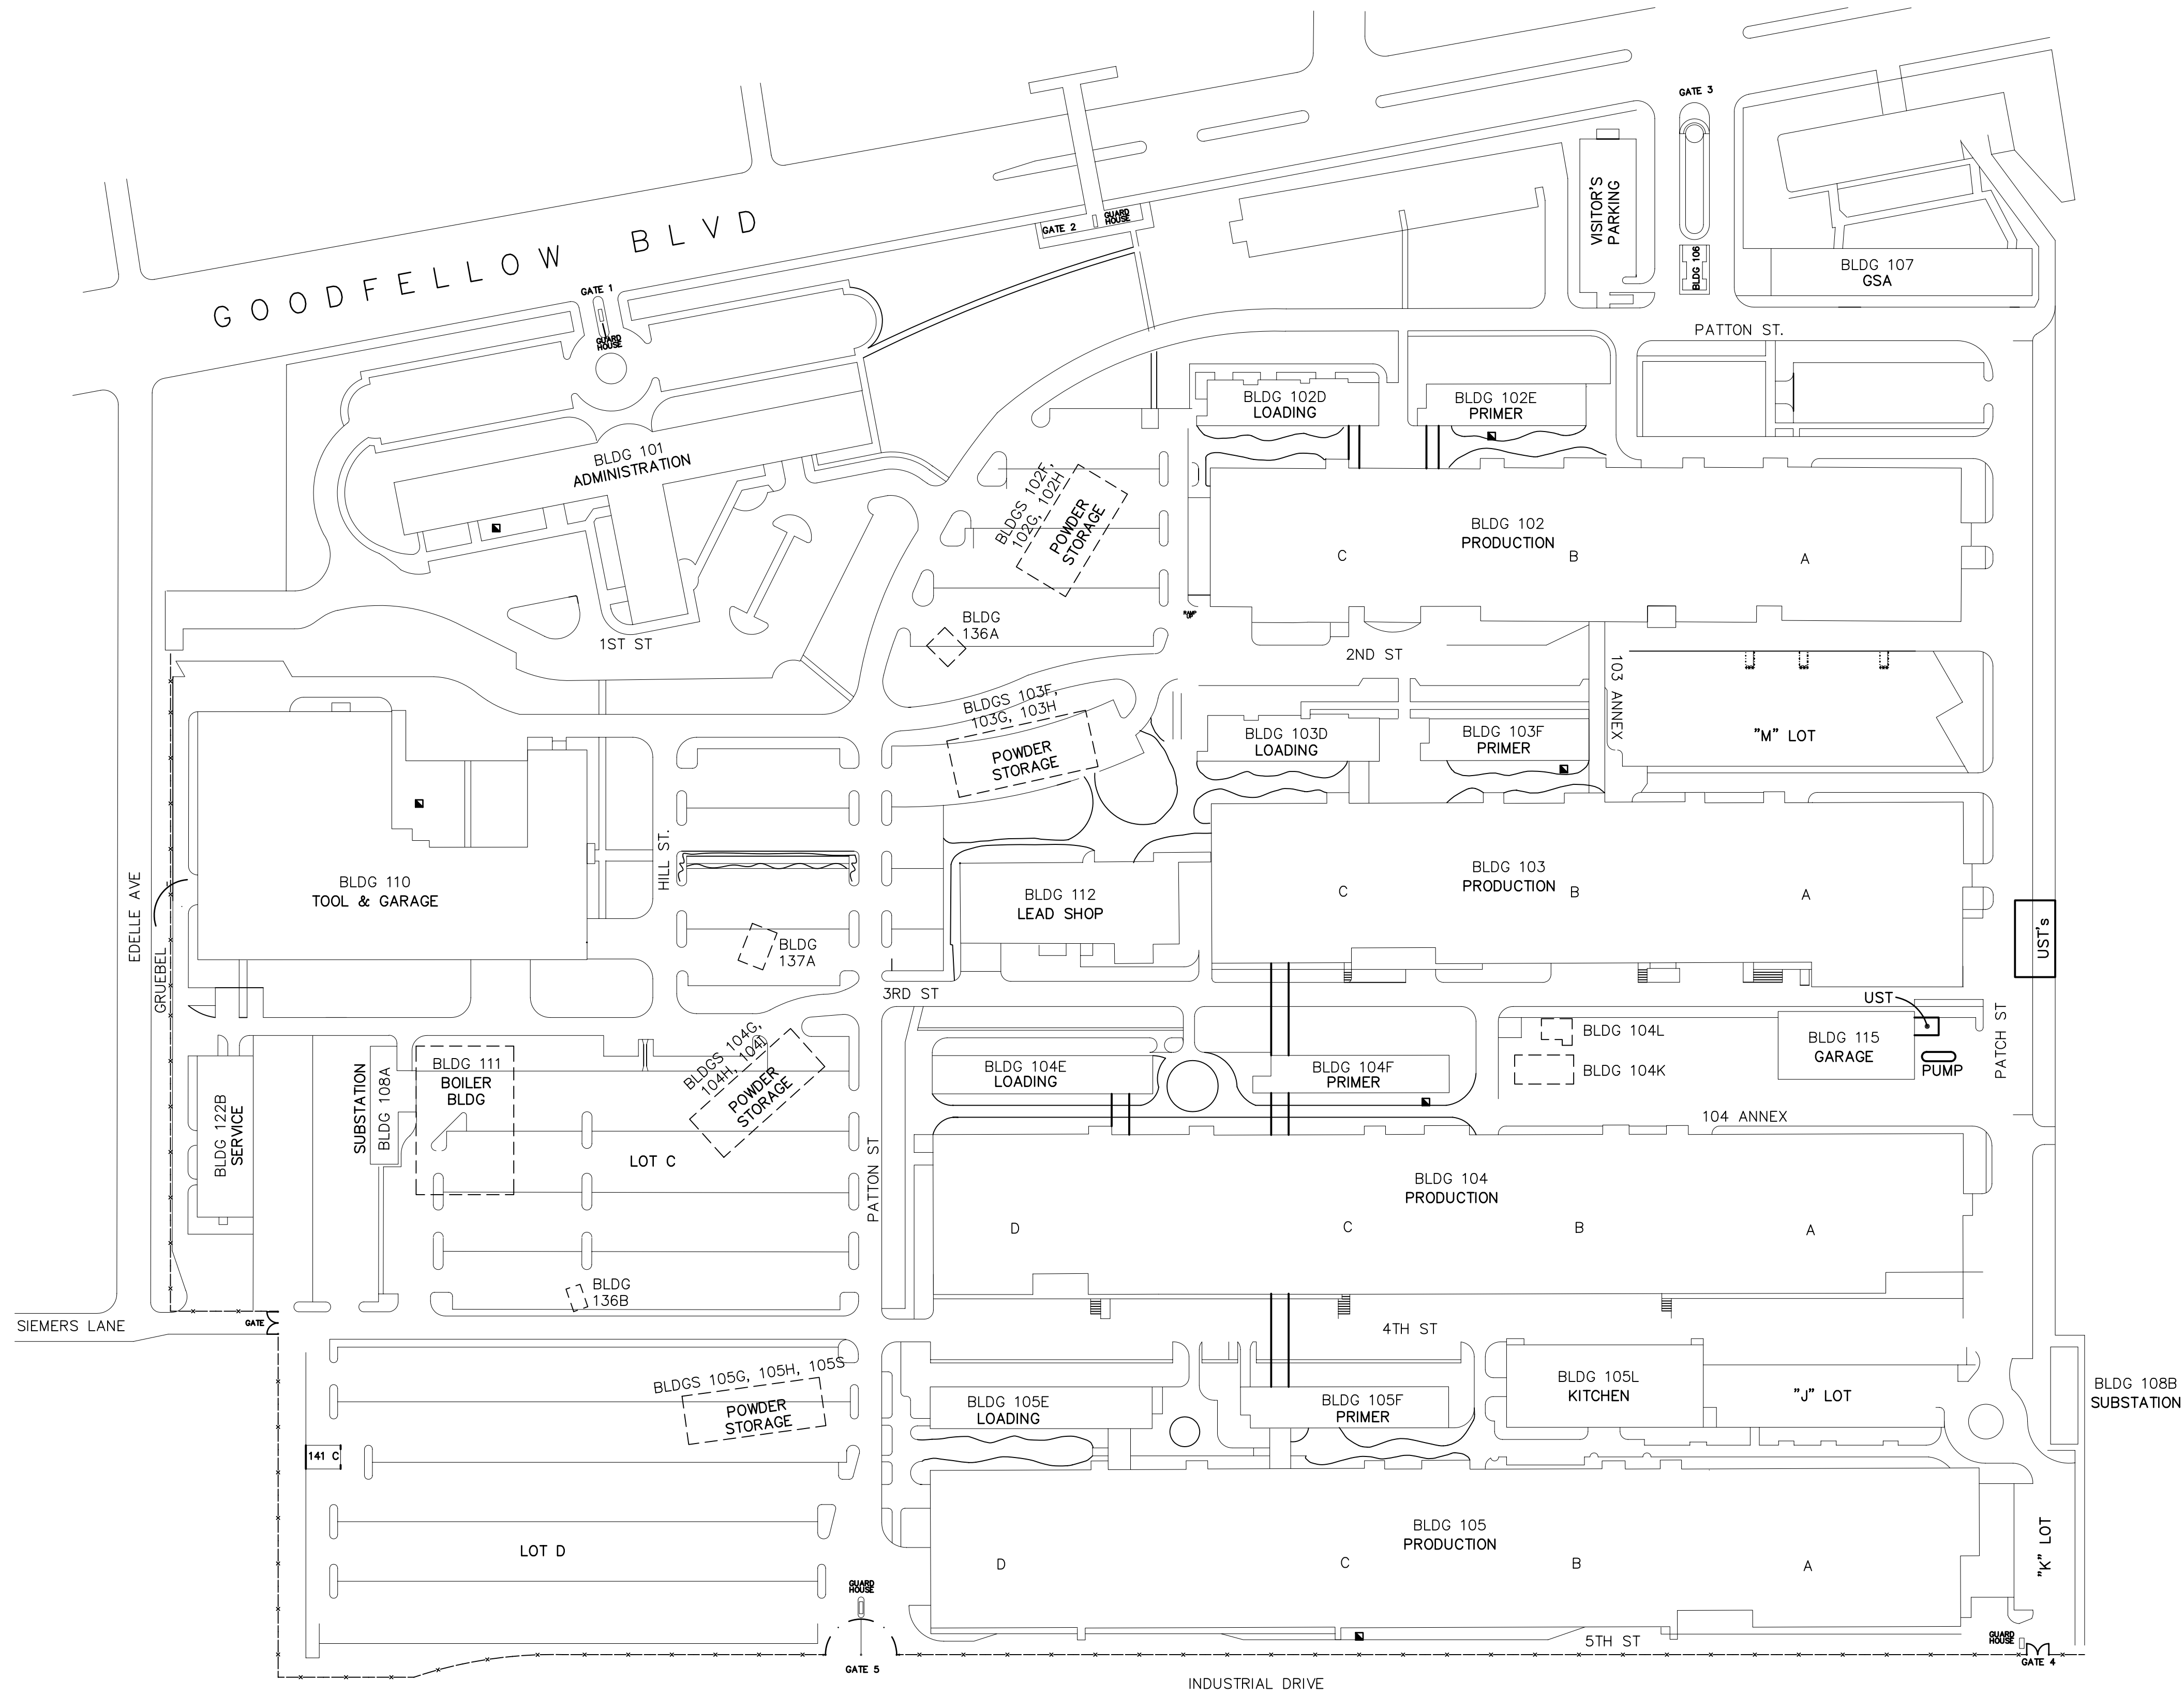 GATE 3
GOODFELLOW BLVD
GATE 2
GUARD
HOUSE
VISITOR'S
PARKING
BLDG 106
BLDG 107
GSA
GATE 1
GUARD
HOUSE
PATTON ST.
BLDG 102D
LOADING
BLDG 102E
PRIMER
BLDG 101
ADMINISTRATION
BLDGS 102F,
102G, 102H
POWDER
STORAGE
BLDG 102
PRODUCTION
C
B
A
RAMP
UP
BLDG
136A
1ST ST
2ND ST
103 ANNEX
BLDGS 103F,
103G, 103H
POWDER
STORAGE
BLDG 103D
LOADING
BLDG 103F
PRIMER
"M" LOT
EDELLE AVE
GRUEBEL
BLDG 110
TOOL & GARAGE
HILL ST.
BLDG 112
LEAD SHOP
BLDG 103
PRODUCTION
C
B
A
UST's
BLDG
137A
3RD ST
UST
PATCH ST
BLDG 104L
BLDG 104K
BLDG 115
GARAGE
PUMP
BLDGS 104G,
104H, 104I
POWDER
STORAGE
BLDG 104E
LOADING
BLDG 104F
PRIMER
BLDG 122B
SERVICE
SUBSTATION
BLDG 108A
BLDG 111
BOILER
BLDG
104 ANNEX
LOT C
PATTON ST
BLDG 104
PRODUCTION
D
C
B
A
BLDG
136B
SIEMERS LANE
GATE
4TH ST
BLDGS 105G, 105H, 105S
POWDER
STORAGE
BLDG 105E
LOADING
BLDG 105F
PRIMER
BLDG 105L
KITCHEN
"J" LOT
BLDG 108B
SUBSTATION
141 C
LOT D
BLDG 105
PRODUCTION
D
C
B
A
"K" LOT
GUARD
HOUSE
GATE 5
5TH ST
GUARD
HOUSE
GATE 4
INDUSTRIAL DRIVE